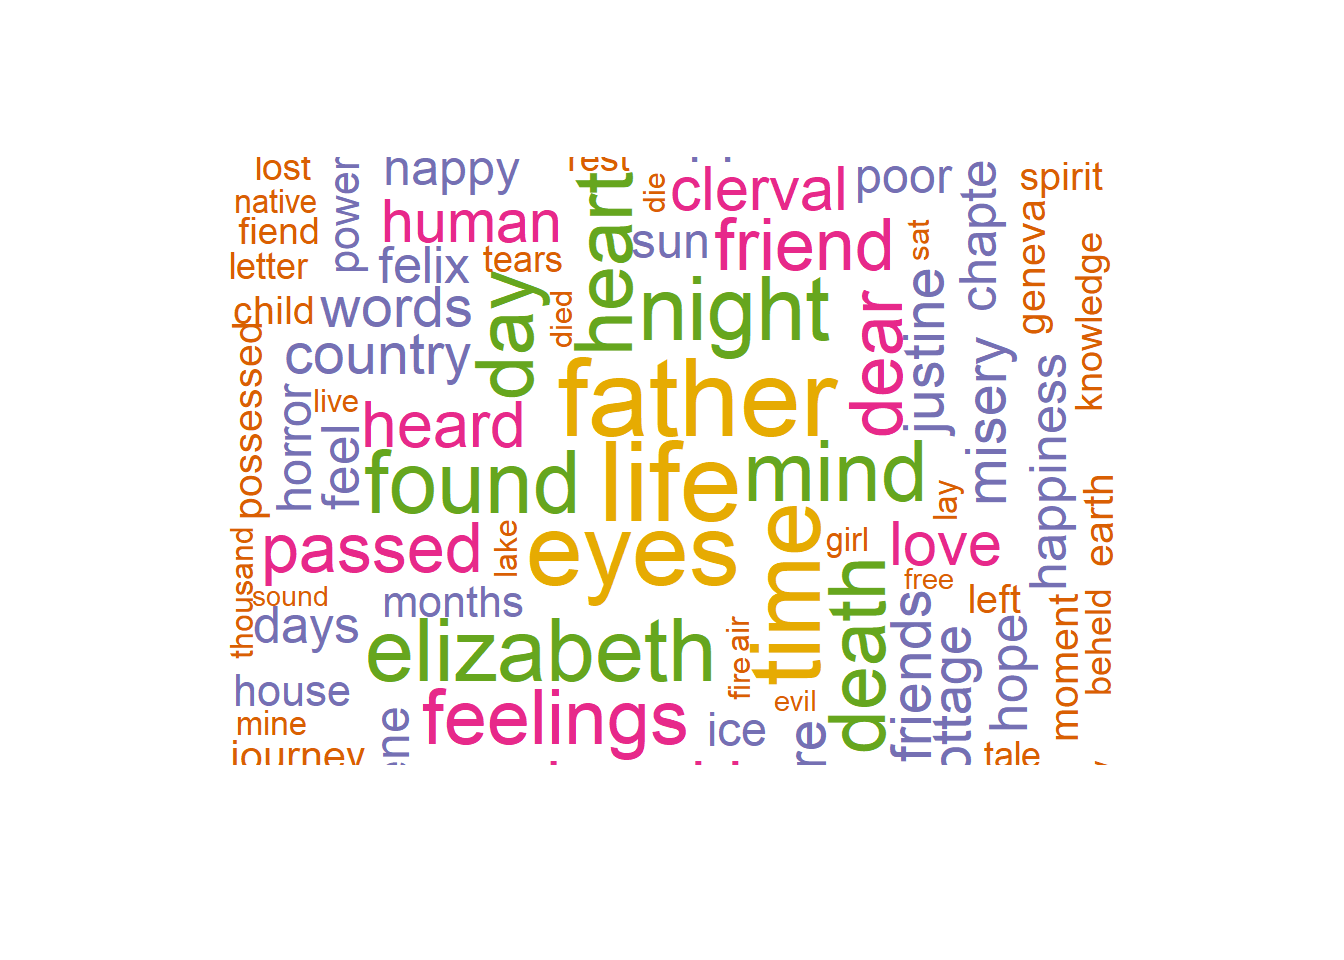 lost
power
happy
rest
heart
die
clerval
poor
chapte
spirit
native
fiend
human
sun
friend
sat
geneva
letter
felix
tears
knowledge
child
words
day
died
night
dear
justine
possessed
country
father
misery
happiness
horror
live
feel
heard
found
life
mind
lay
earth
thousand
passed
lake
eyes
time
girl
love
sound
free
days
months
death
friends
left
moment
beheld
elizabeth
fire
air
ottage
hope
house
mine
feelings
evil
ene
ice
re
journey
tale